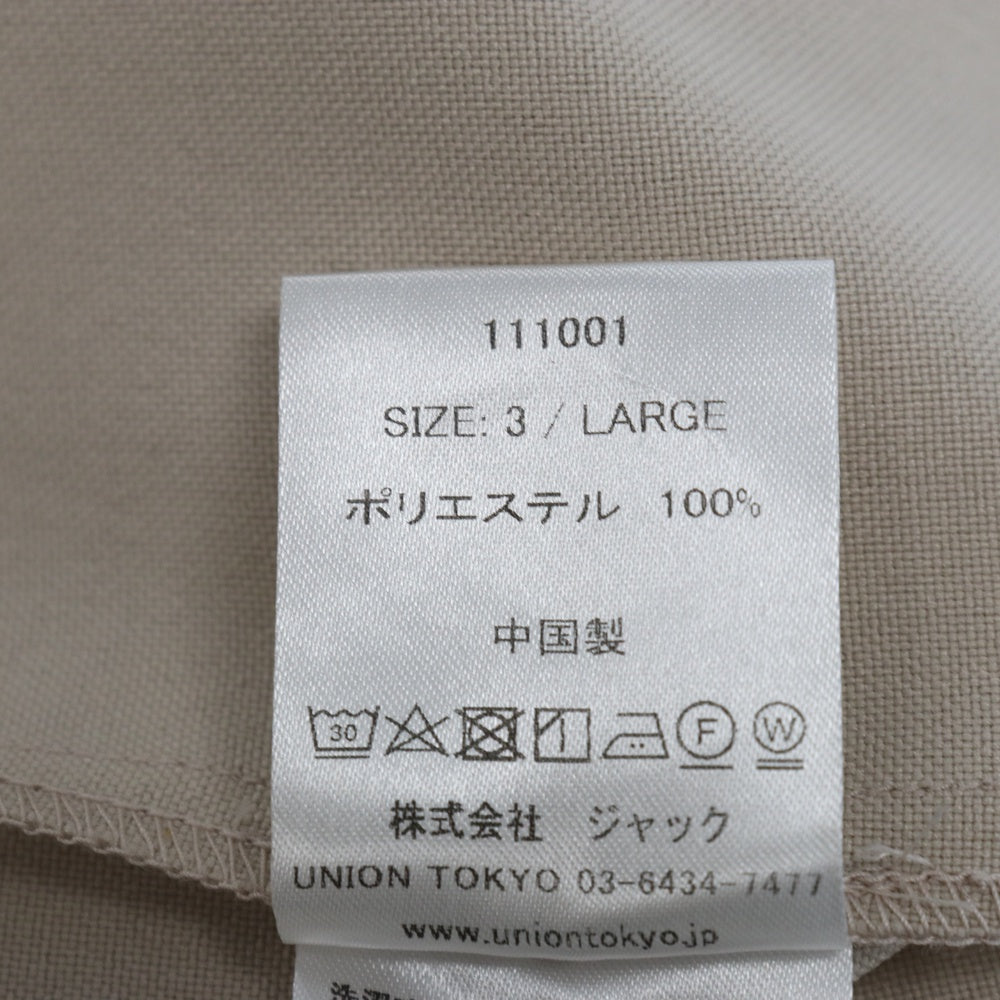 111001
SIZE: 3 / LARGE
ポリエステル 100%
中国製
30 F W
株式会社 ジャック
UNION TOKYO 03-6434-7477
www.uniontokyo.jp